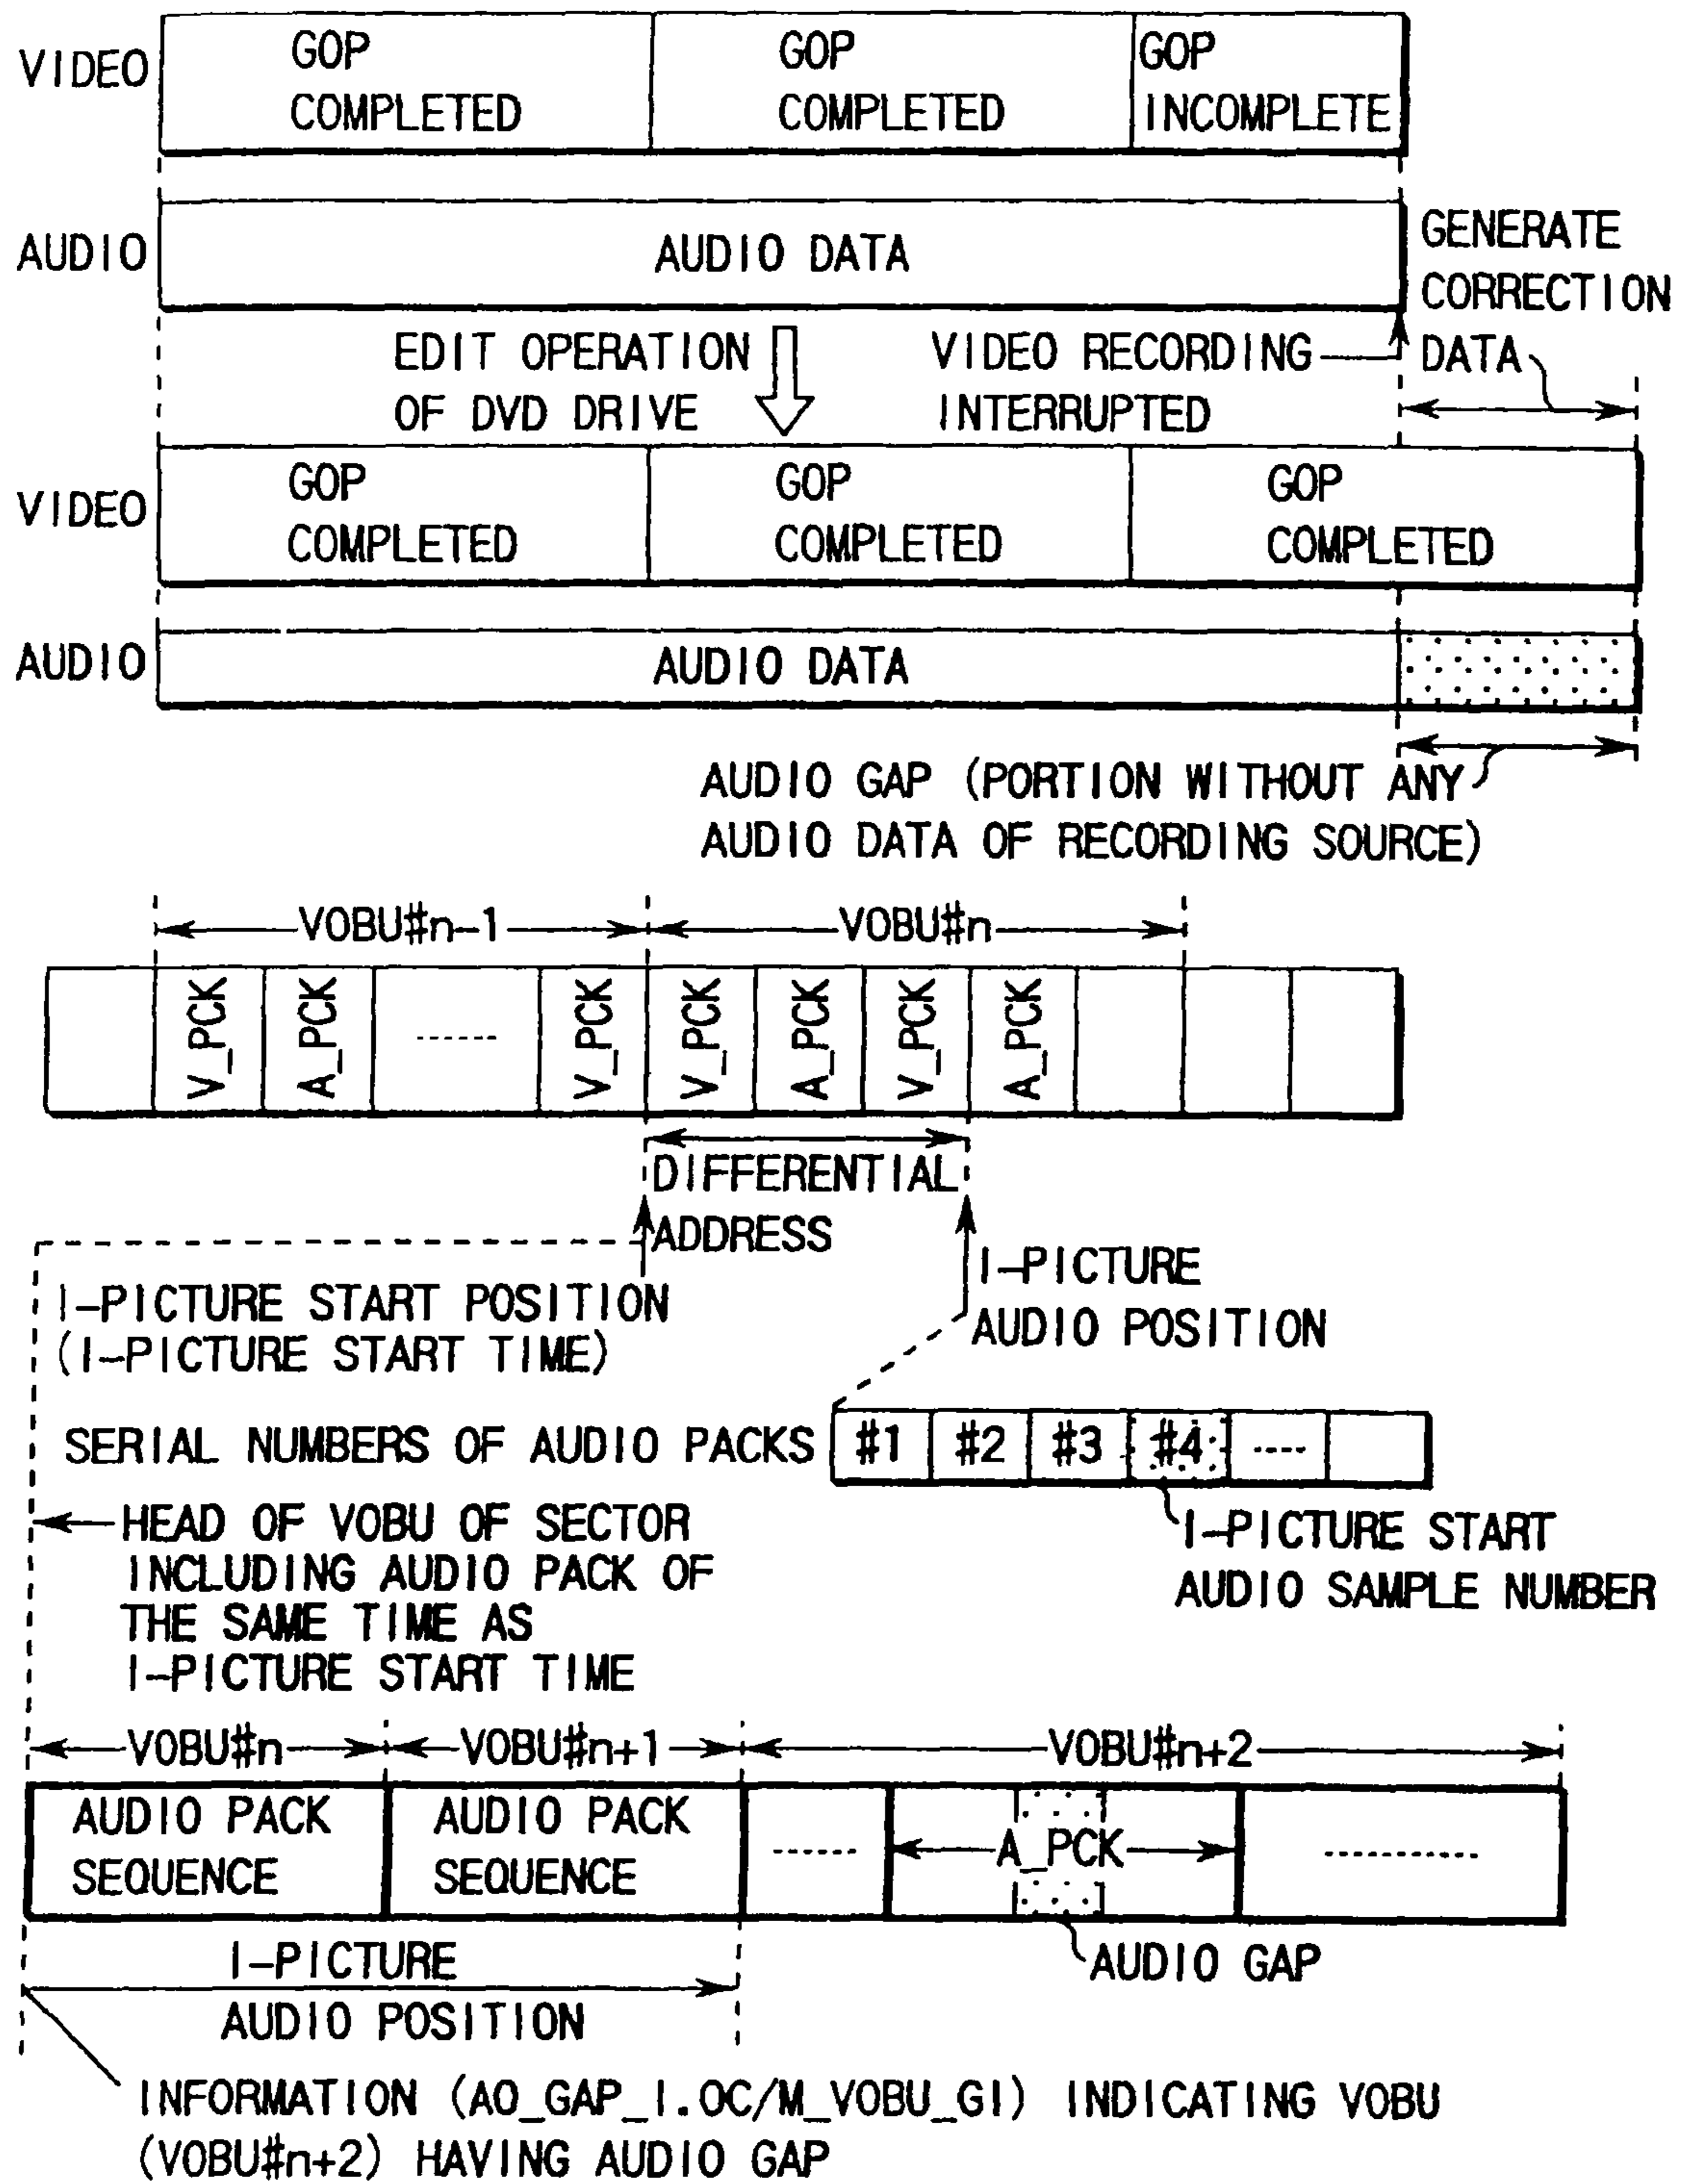 VIDEO
GOP COMPLETED
GOP COMPLETED
GOP INCOMPLETE
AUDIO
AUDIO DATA
GENERATE CORRECTION DATA
EDIT OPERATION OF DVD DRIVE
VIDEO RECORDING INTERRUPTED
VIDEO
GOP COMPLETED
GOP COMPLETED
GOP COMPLETED
AUDIO
AUDIO DATA
AUDIO GAP (PORTION WITHOUT ANY
AUDIO DATA OF RECORDING SOURCE)
VOBU#n-1
VOBU#n
V_PCK
A_PCK
V_PCK
V_PCK
A_PCK
V_PCK
A_PCK
DIFFERENTIAL
ADDRESS
I-PICTURE START POSITION
(I-PICTURE START TIME)
I-PICTURE
AUDIO POSITION
SERIAL NUMBERS OF AUDIO PACKS
#1 #2 #3 #4
I-PICTURE START
AUDIO SAMPLE NUMBER
HEAD OF VOBU OF SECTOR
INCLUDING AUDIO PACK OF
THE SAME TIME AS
I-PICTURE START TIME
VOBU#n
VOBU#n+1
VOBU#n+2
AUDIO PACK
SEQUENCE
AUDIO PACK
SEQUENCE
A_PCK
AUDIO GAP
I-PICTURE
AUDIO POSITION
INFORMATION (AO_GAP_I.OC/M_VOBU_GI) INDICATING VOBU
(VOBU#n+2) HAVING AUDIO GAP